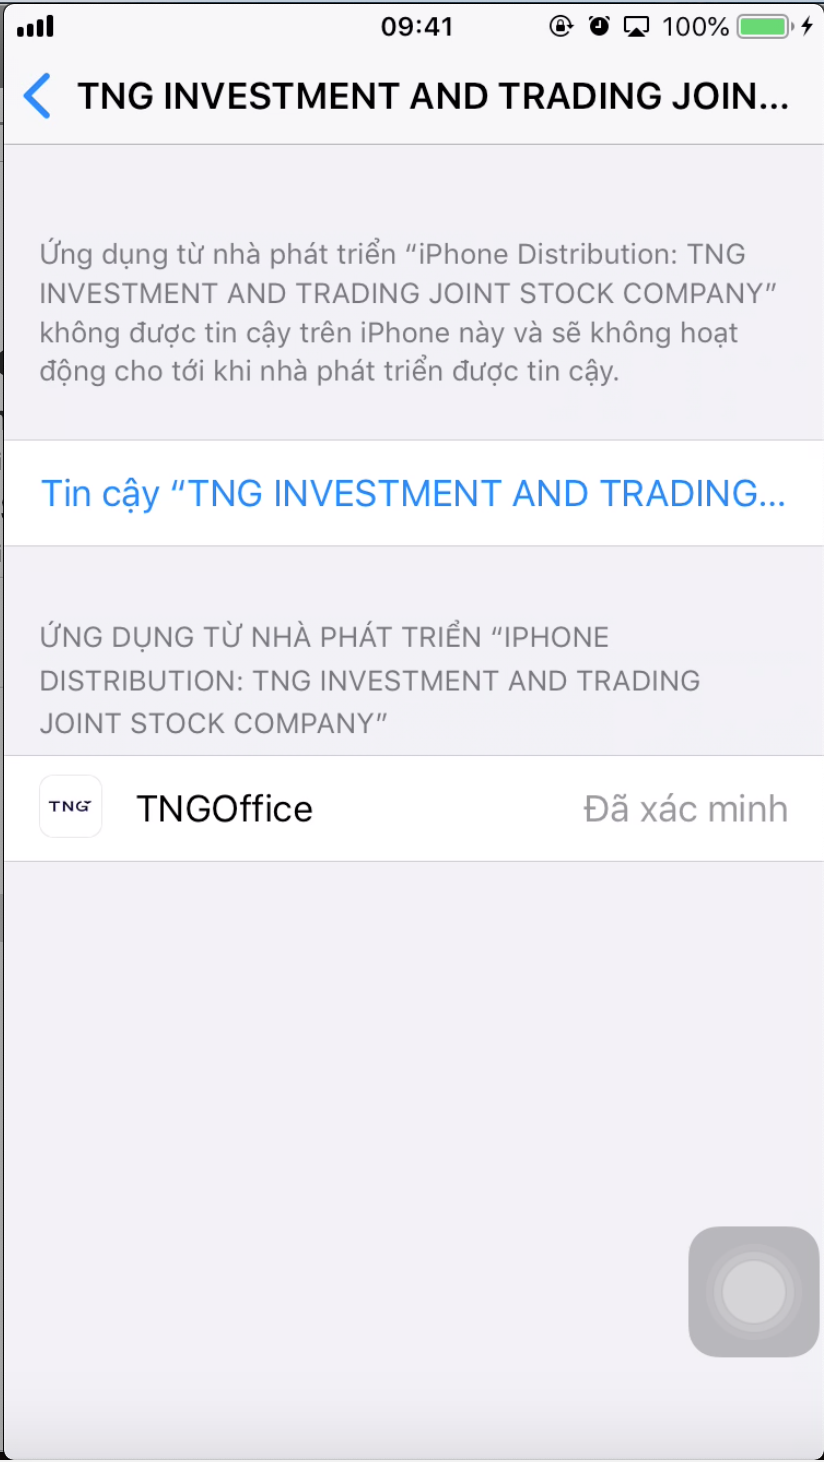 09:41
100%
TNG INVESTMENT AND TRADING JOIN...
Ứng dụng từ nhà phát triển “iPhone Distribution: TNG
INVESTMENT AND TRADING JOINT STOCK COMPANY”
không được tin cậy trên iPhone này và sẽ không hoạt
động cho tới khi nhà phát triển được tin cậy.
Tin cậy “TNG INVESTMENT AND TRADING...
ỨNG DỤNG TỪ NHÀ PHÁT TRIỂN “IPHONE
DISTRIBUTION: TNG INVESTMENT AND TRADING
JOINT STOCK COMPANY”
TNG
TNGOffice
Đã xác minh